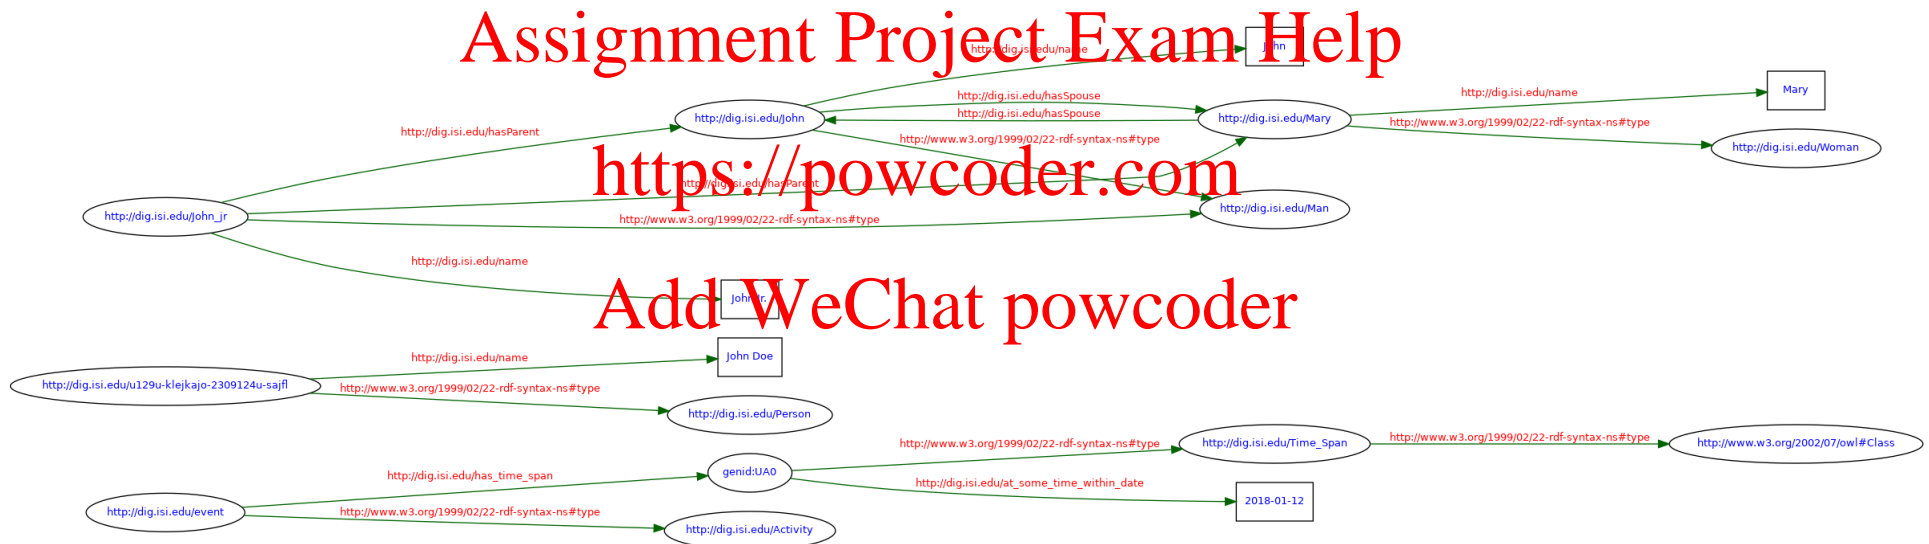 Assignment Project Exam Help
http://dig.isi.edu/name
John
http://dig.isi.edu/hasSpouse
http://dig.isi.edu/name
Mary
http://dig.isi.edu/John
http://dig.isi.edu/hasSpouse
http://dig.isi.edu/Mary
http://www.w3.org/1999/02/22-rdf-syntax-ns#type
http://dig.isi.edu/hasParent
http://www.w3.org/1999/02/22-rdf-syntax-ns#type
http://dig.isi.edu/Woman
https://powcoder.com
http://dig.isi.edu/hasParent
http://dig.isi.edu/Man
http://dig.isi.edu/John_jr
http://www.w3.org/1999/02/22-rdf-syntax-ns#type
http://dig.isi.edu/name
John Jr.
Add WeChat powcoder
http://dig.isi.edu/name
John Doe
http://dig.isi.edu/u129u-klejkajo-2309124u-sajfl
http://www.w3.org/1999/02/22-rdf-syntax-ns#type
http://dig.isi.edu/Person
http://www.w3.org/1999/02/22-rdf-syntax-ns#type
http://dig.isi.edu/Time_Span
http://www.w3.org/1999/02/22-rdf-syntax-ns#type
http://www.w3.org/2002/07/owl#Class
http://dig.isi.edu/has_time_span
genid:UA0
http://dig.isi.edu/at_some_time_within_date
2018-01-12
http://dig.isi.edu/event
http://www.w3.org/1999/02/22-rdf-syntax-ns#type
http://dig.isi.edu/Activity